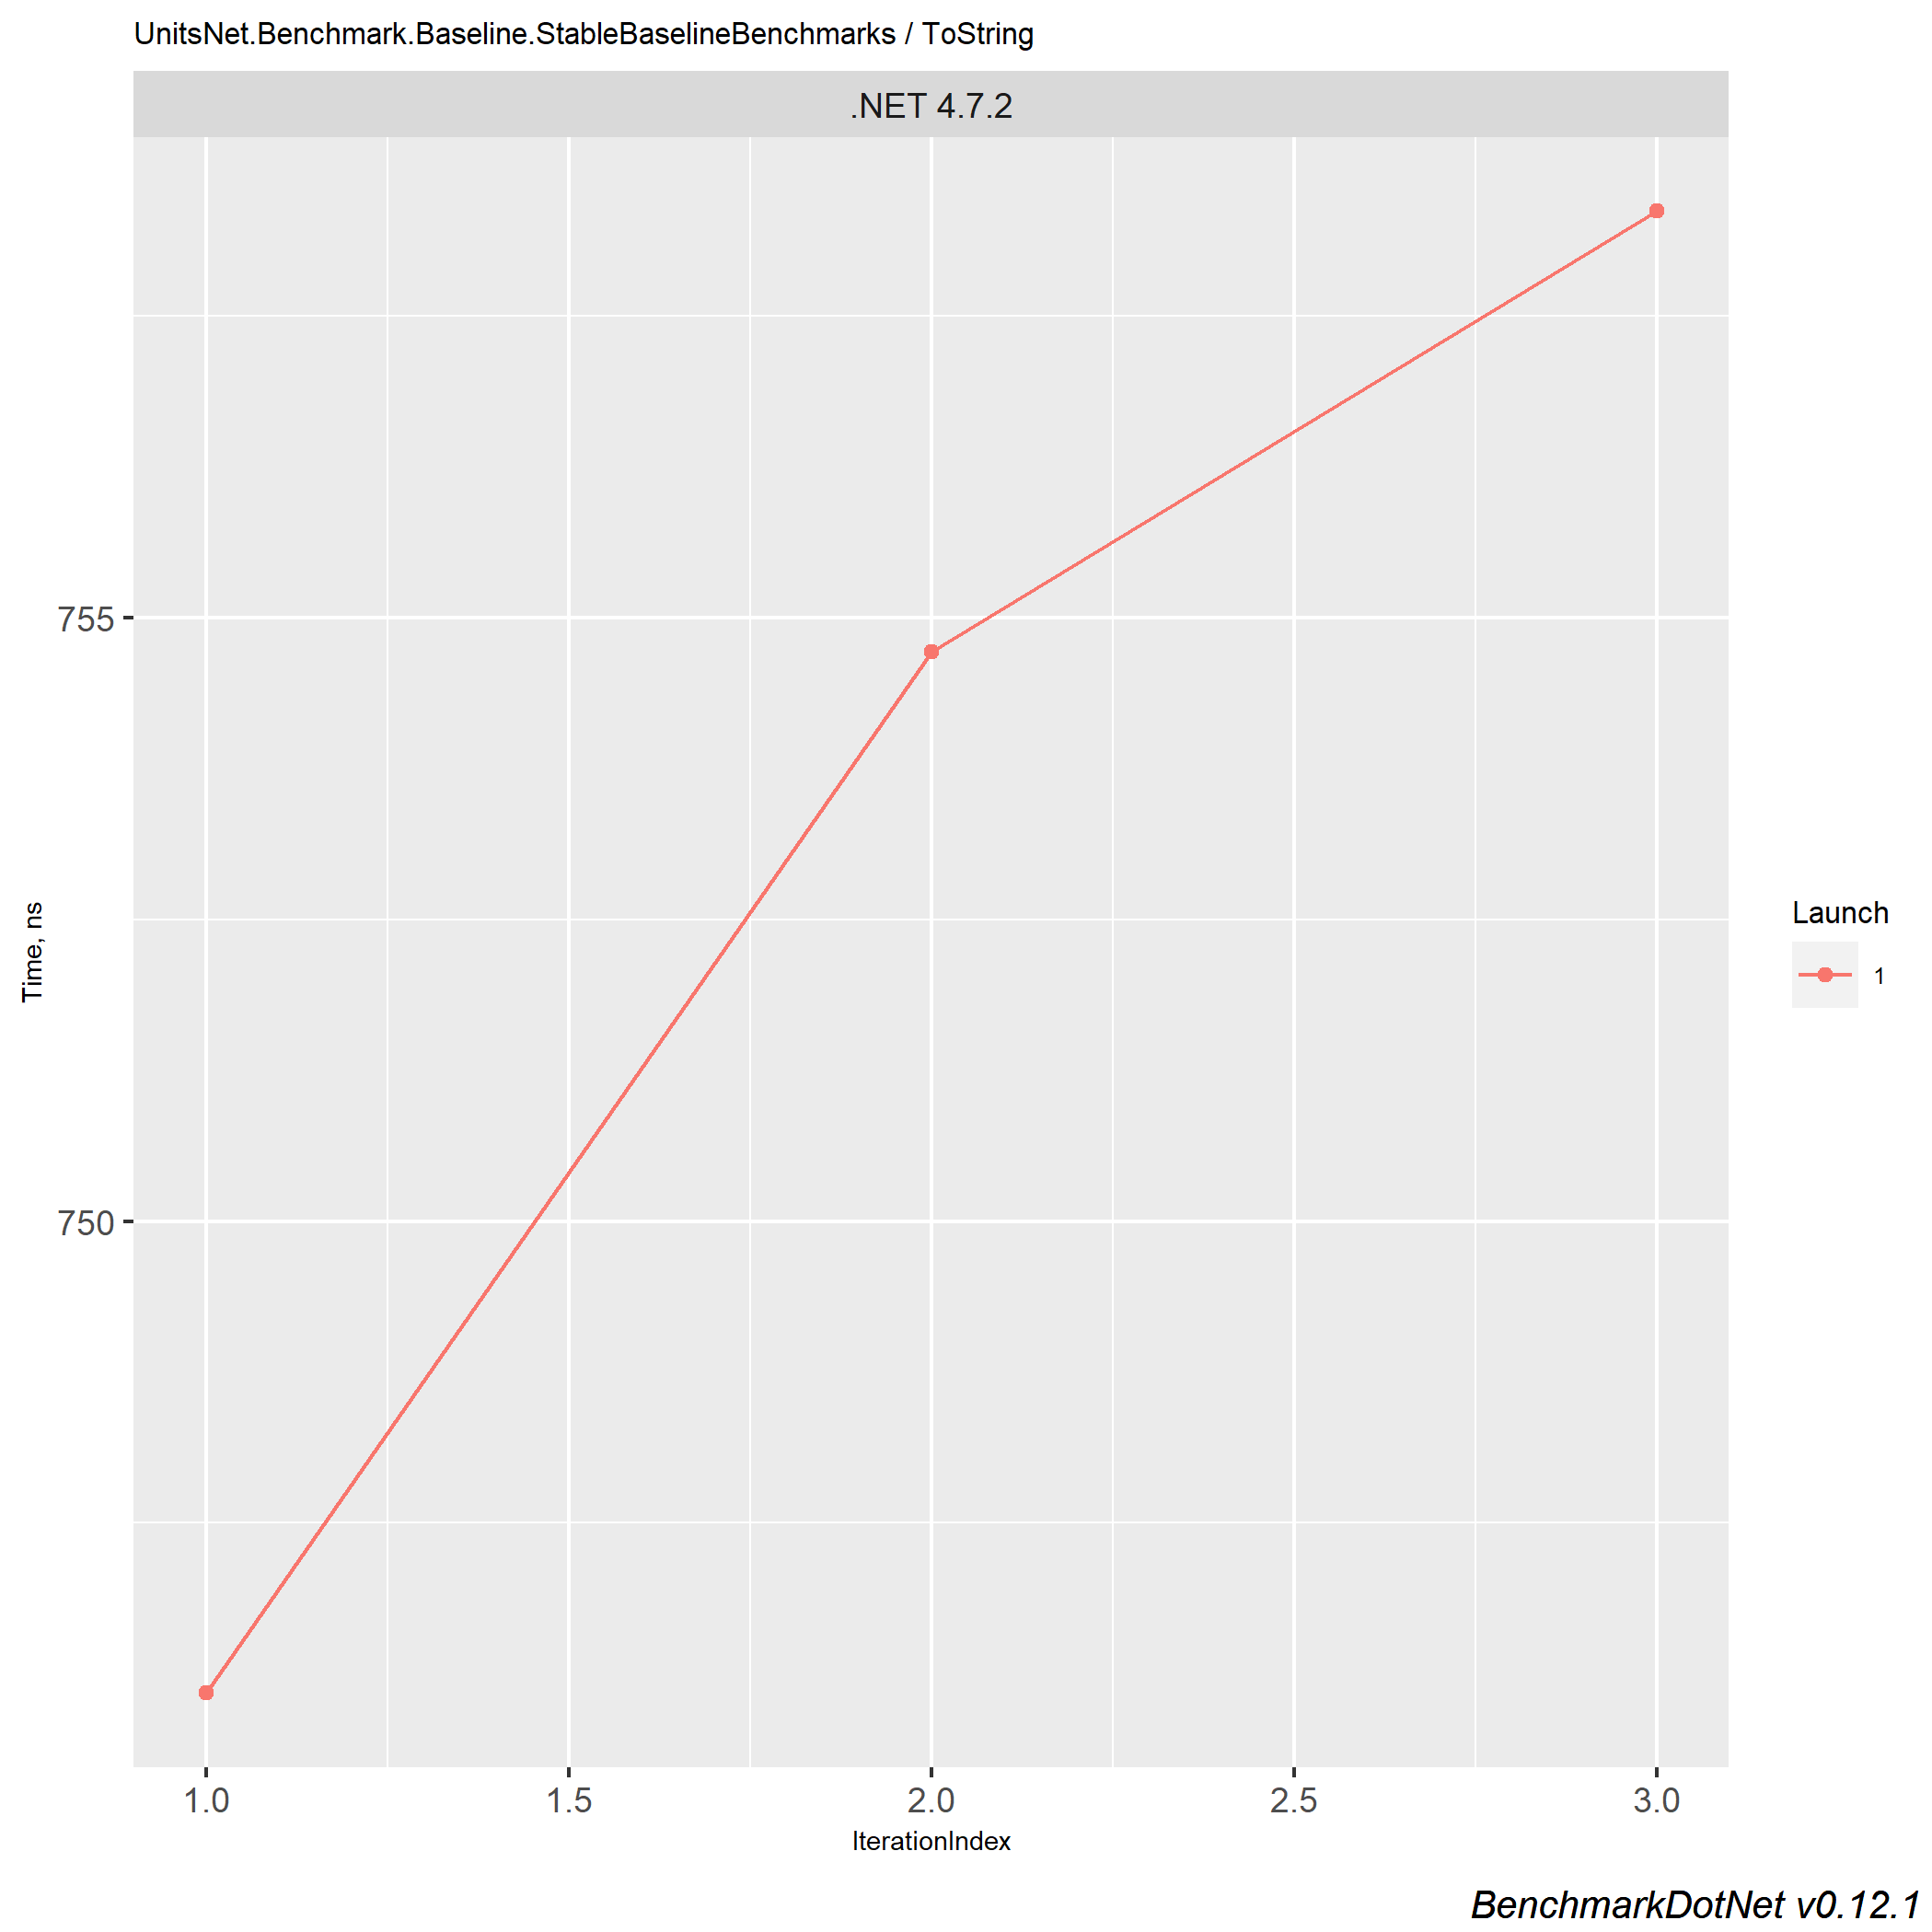 UnitsNet.Benchmark.Baseline.StableBaselineBenchmarks / ToString
.NET 4.7.2
755
750
Time, ns
1.0 1.5 2.0 2.5 3.0
IterationIndex
Launch
1
BenchmarkDotNet v0.12.1